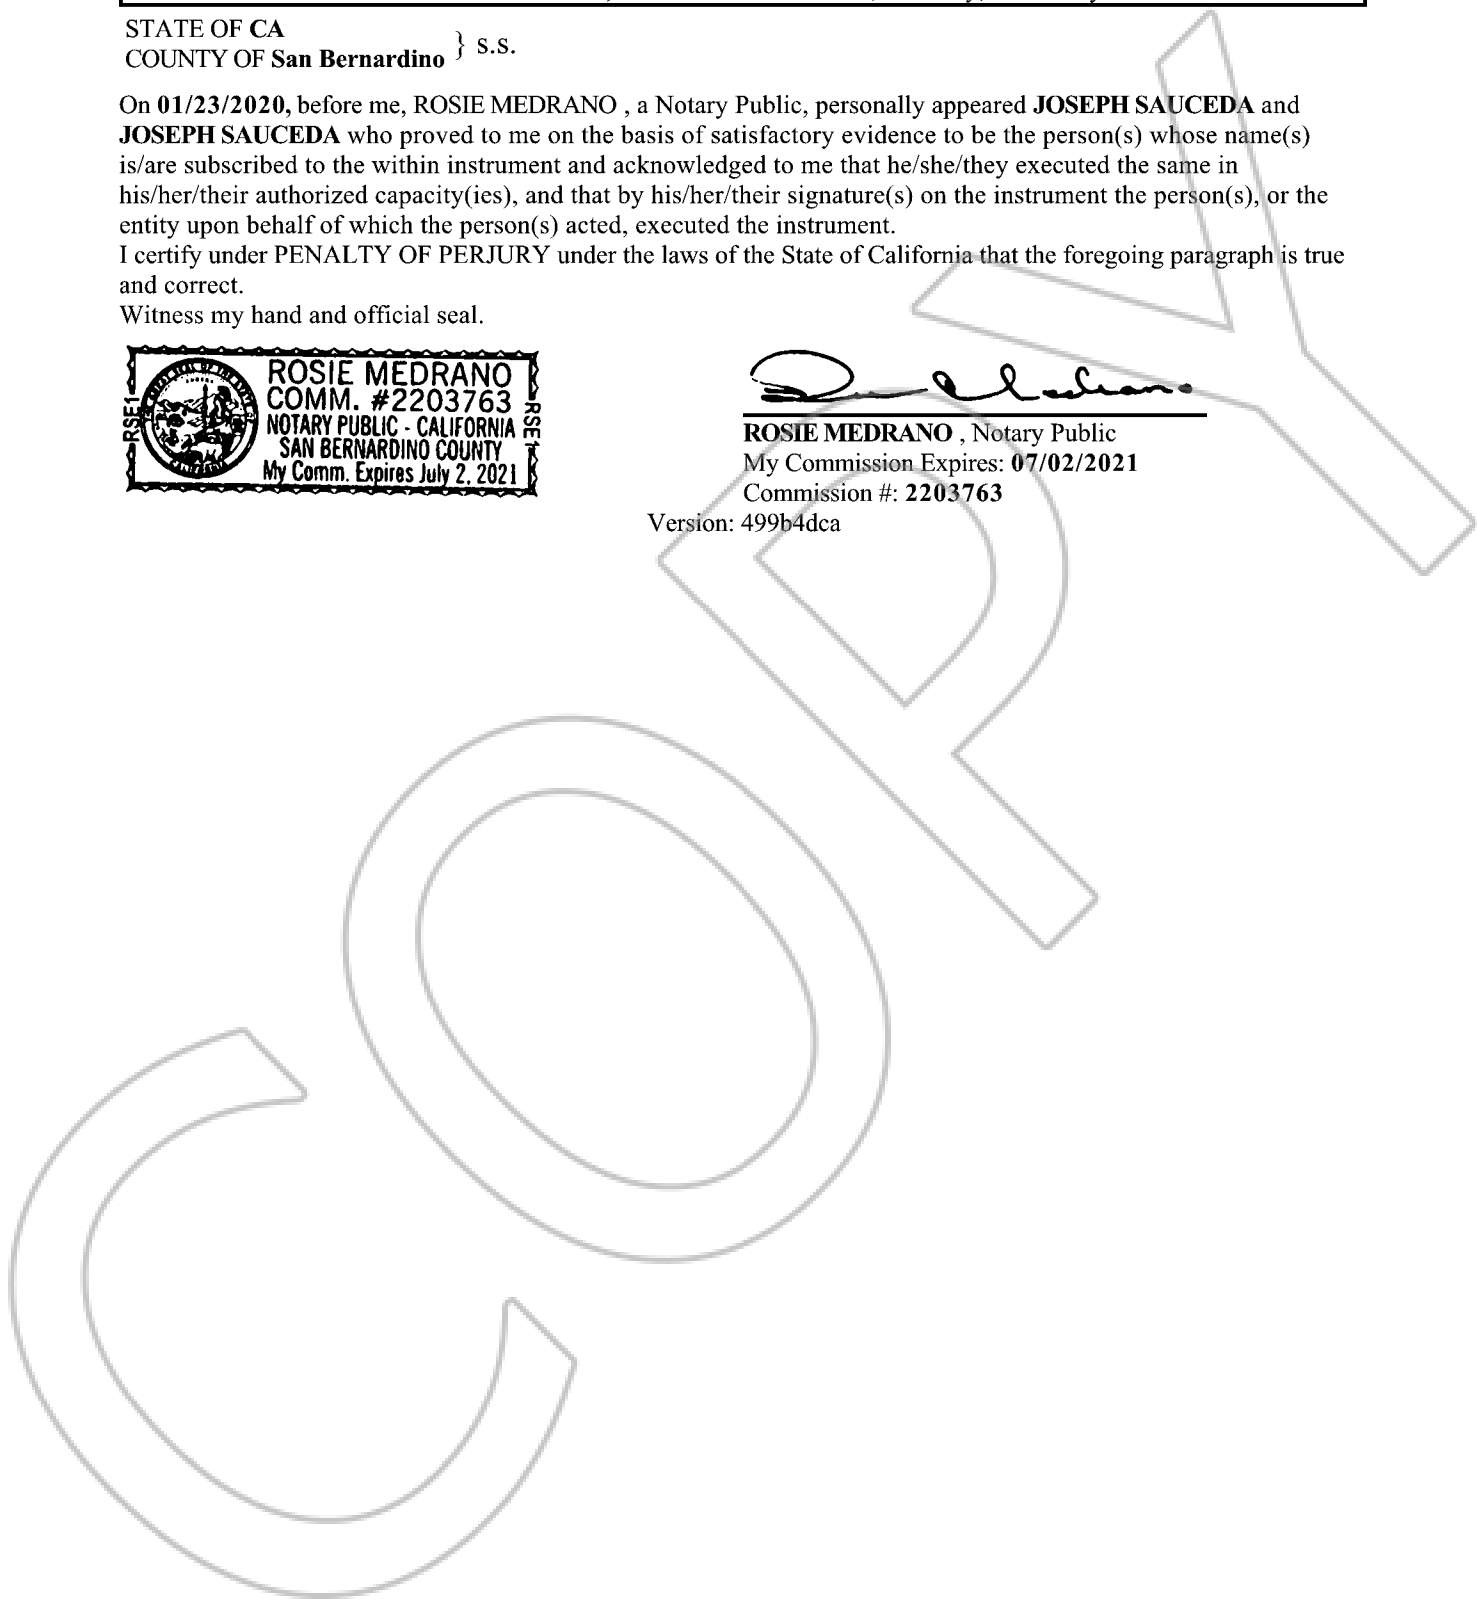 STATE OF CA
COUNTY OF San Bernardino } s.s.
On 01/23/2020, before me, ROSIE MEDRANO , a Notary Public, personally appeared JOSEPH SAUCEDA and
JOSEPH SAUCEDA who proved to me on the basis of satisfactory evidence to be the person(s) whose name(s)
is/are subscribed to the within instrument and acknowledged to me that he/she/they executed the same in
his/her/their authorized capacity(ies), and that by his/her/their signature(s) on the instrument the person(s), or the
entity upon behalf of which the person(s) acted, executed the instrument.
I certify under PENALTY OF PERJURY under the laws of the State of California that the foregoing paragraph is true
and correct.
Witness my hand and official seal.
RSE1
ROSIE MEDRANO
COMM. #2203763
NOTARY PUBLIC - CALIFORNIA
SAN BERNARDINO COUNTY
My Comm. Expires July 2, 2021
RSE1
ROSIE MEDRANO , Notary Public
My Commission Expires: 07/02/2021
Commission #: 2203763
Version: 499b4dca
COPY